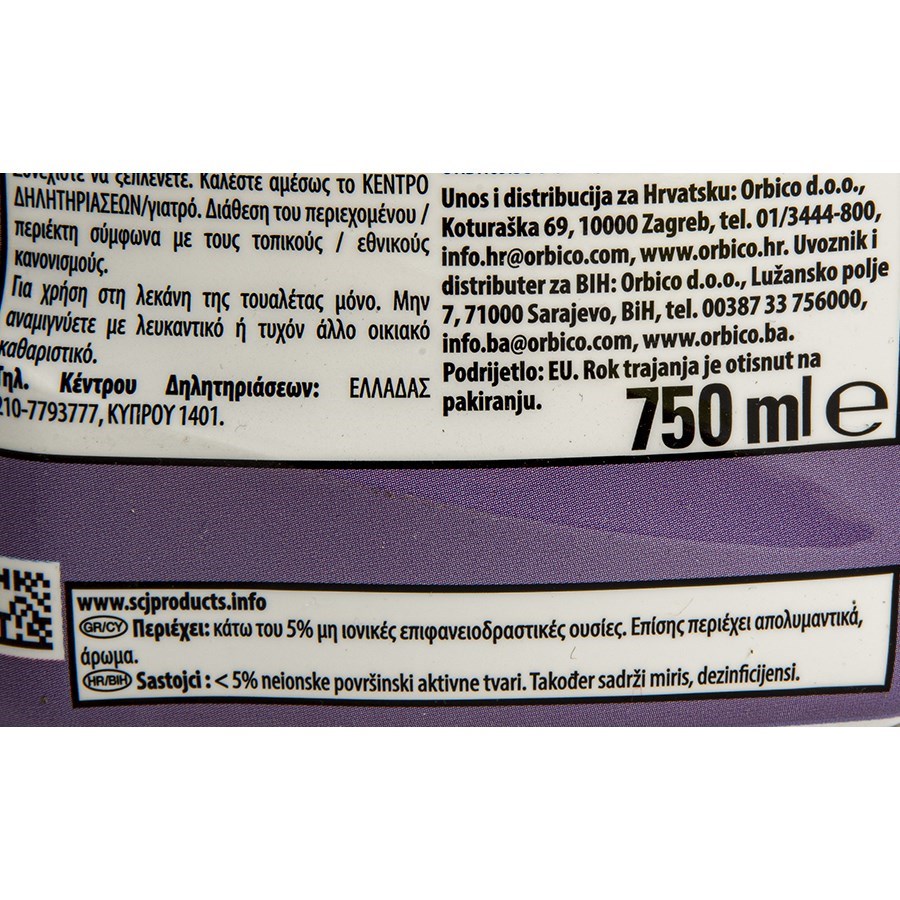 Συνεχίστε να ξεπλένετε. Καλέστε αμέσως το ΚΕΝΤΡΟ
ΔΗΛΗΤΗΡΙΑΣΕΩΝ/γιατρό. Διάθεση του περιεχομένου /
περιέκτη σύμφωνα με τους τοπικούς / εθνικούς
κανονισμούς.
Για χρήση στη λεκάνη της τουαλέτας μόνο. Μην
αναμιγνύετε με λευκαντικό ή τυχόν άλλο οικιακό
καθαριστικό.
Τηλ. Κέντρου Δηλητηριάσεων: ΕΛΛΑΔΑΣ
210-7793777, ΚΥΠΡΟΥ 1401.
Unos i distribucija za Hrvatsku: Orbico d.o.o.,
Koturaška 69, 10000 Zagreb, tel. 01/3444-800,
info.hr@orbico.com, www.orbico.hr. Uvoznik i
distributer za BIH: Orbico d.o.o., Lužansko polje
7, 71000 Sarajevo, BiH, tel. 00387 33 756000,
info.ba@orbico.com, www.orbico.ba.
Podrijetlo: EU. Rok trajanja je otisnut na
pakiranju.
750 ml e
www.scjproducts.info
GR/CY Περιέχει: κάτω του 5% μη ιονικές επιφανειοδραστικές ουσίες. Επίσης περιέχει απολυμαντικά,
άρωμα.
HR/BIH Sastojci : < 5% neionske površinski aktivne tvari. Također sadrži miris, dezinficijensi.